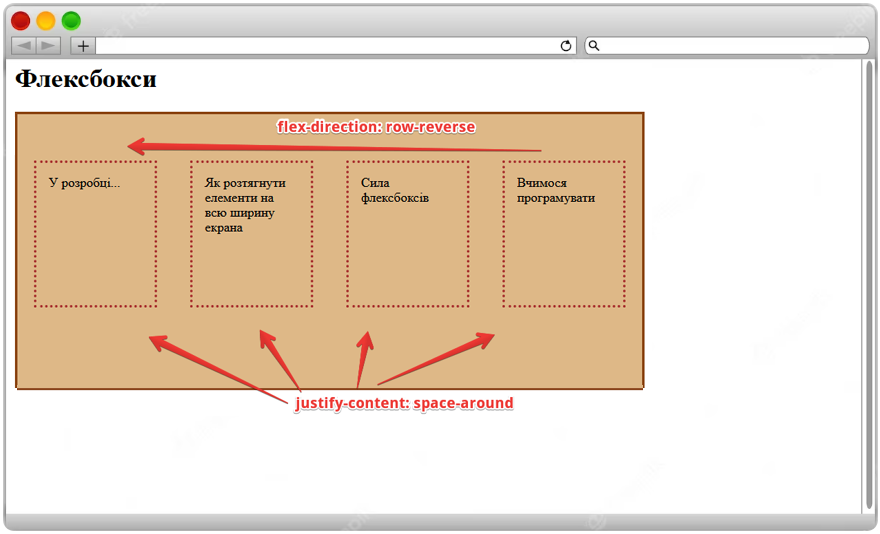 Флексбокси
flex-direction: row-reverse
У розробці...
Як розтягнути
елементи на
всю ширину
екрана
Сила
флексбоксів
Вчимося
програмувати
justify-content: space-around